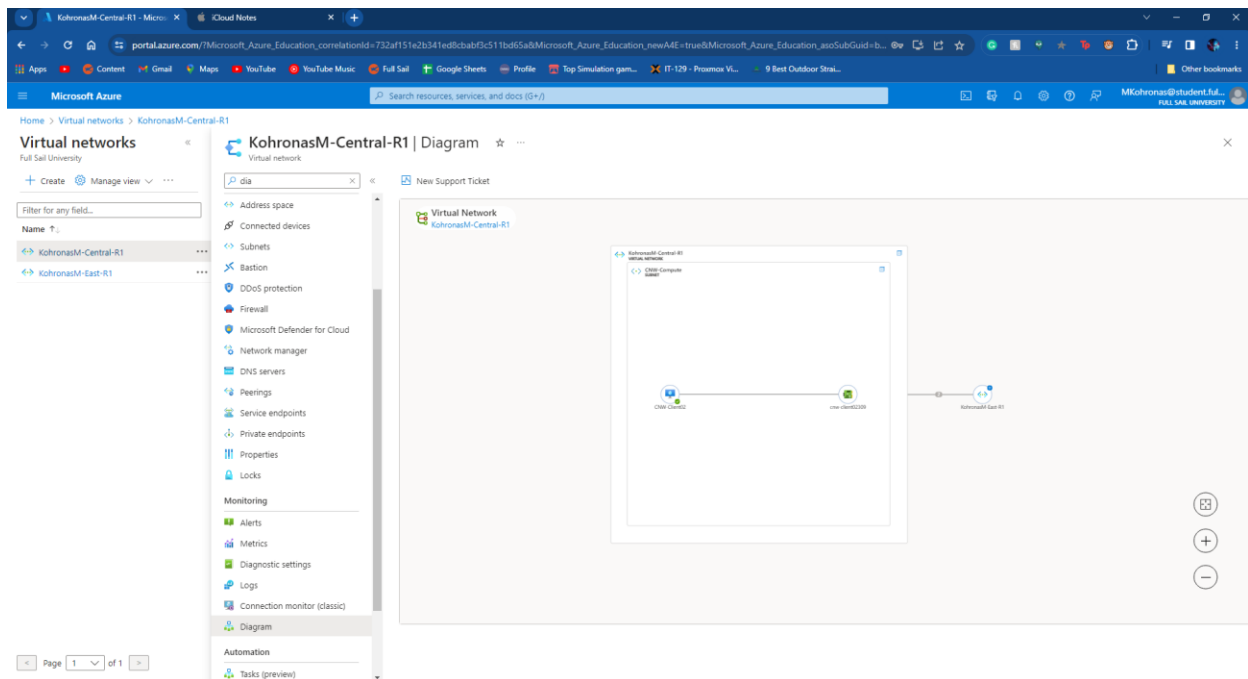 KohronasM-Central-R1 - Micros
iCloud Notes
portal.azure.com/?Microsoft_Azure_Education_correlationId=732af151e2b341ed8cbabf3c511bd65a&Microsoft_Azure_Education_newA4E=true&Microsoft_Azure_Education_asoSubGuid=b...
Apps
Content
Gmail
Maps
YouTube
YouTube Music
Full Sail
Google Sheets
Profile
Top Simulation gam...
IT-129 - Proxmox Vi...
9 Best Outdoor Strai...
Other bookmarks
Microsoft Azure
Search resources, services, and docs (G+/)
MKohronas@student.ful...
FULL SAIL UNIVERSITY
Home > Virtual networks > KohronasM-Central-R1
Virtual networks
Full Sail University
+ Create
Manage view
...
Filter for any field...
Name ↑↓
KohronasM-Central-R1
...
KohronasM-East-R1
...
< Page 1 of 1 >
KohronasM-Central-R1 | Diagram
...
Virtual network
dia
Address space
Connected devices
Subnets
Bastion
DDoS protection
Firewall
Microsoft Defender for Cloud
Network manager
DNS servers
Peerings
Service endpoints
Private endpoints
Properties
Locks
Monitoring
Alerts
Metrics
Diagnostic settings
Logs
Connection monitor (classic)
Diagram
Automation
Tasks (preview)
New Support Ticket
Virtual Network
KohronasM-Central-R1
KohronasM-Central-R1
VIRTUAL NETWORK
CNW-Compute
SUBNET
CNW-Client02
cnw-client02309
KohronasM-East-R1